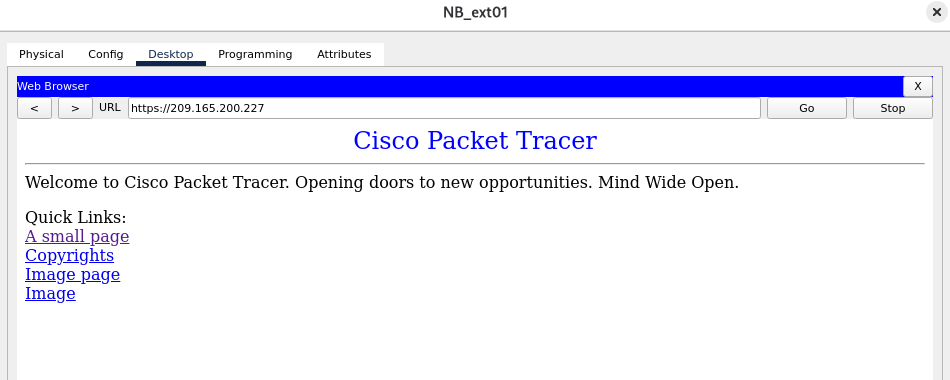 NB_ext01
Physical Config Desktop Programming Attributes
Web Browser X
< > URL https://209.165.200.227 Go Stop
Cisco Packet Tracer
Welcome to Cisco Packet Tracer. Opening doors to new opportunities. Mind Wide Open.
Quick Links:
A small page
Copyrights
Image page
Image